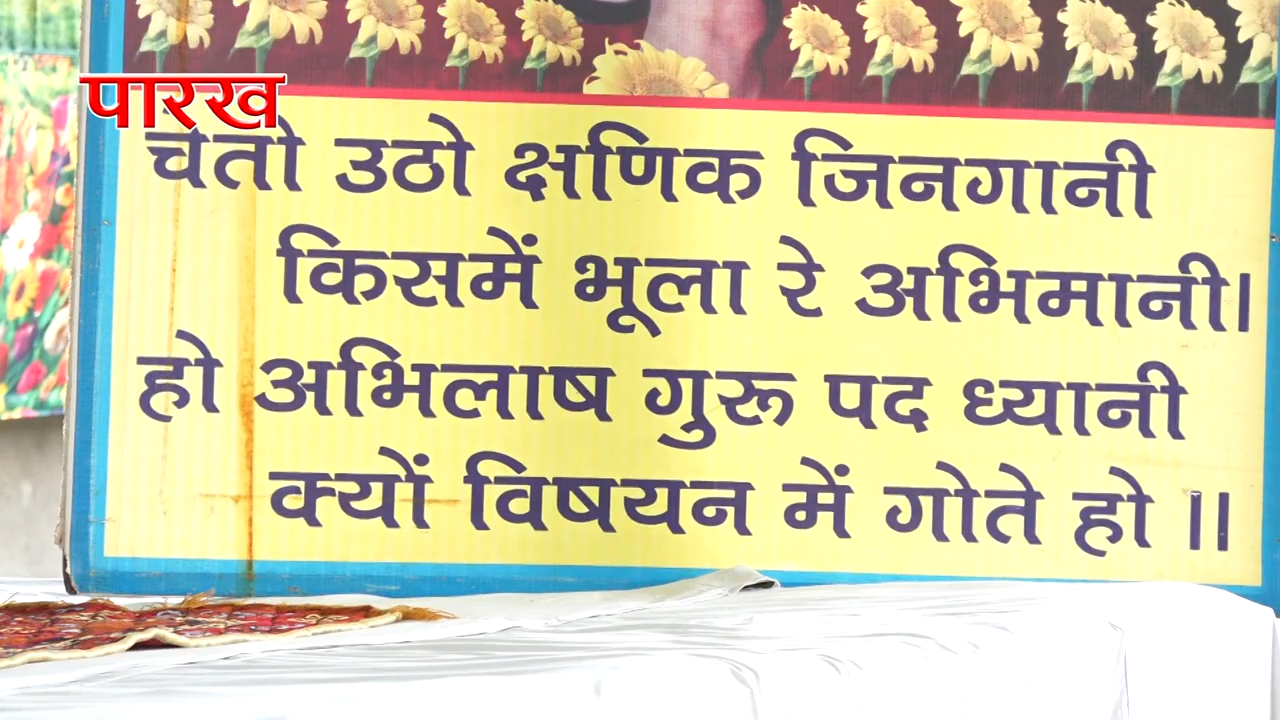 पारख
चेतो उठो क्षणिक जिनगानी
किसमें भूला रे अभिमानी।
हो अभिलाष गुरू पद ध्यानी
क्यों विषयन में गोते हो ॥